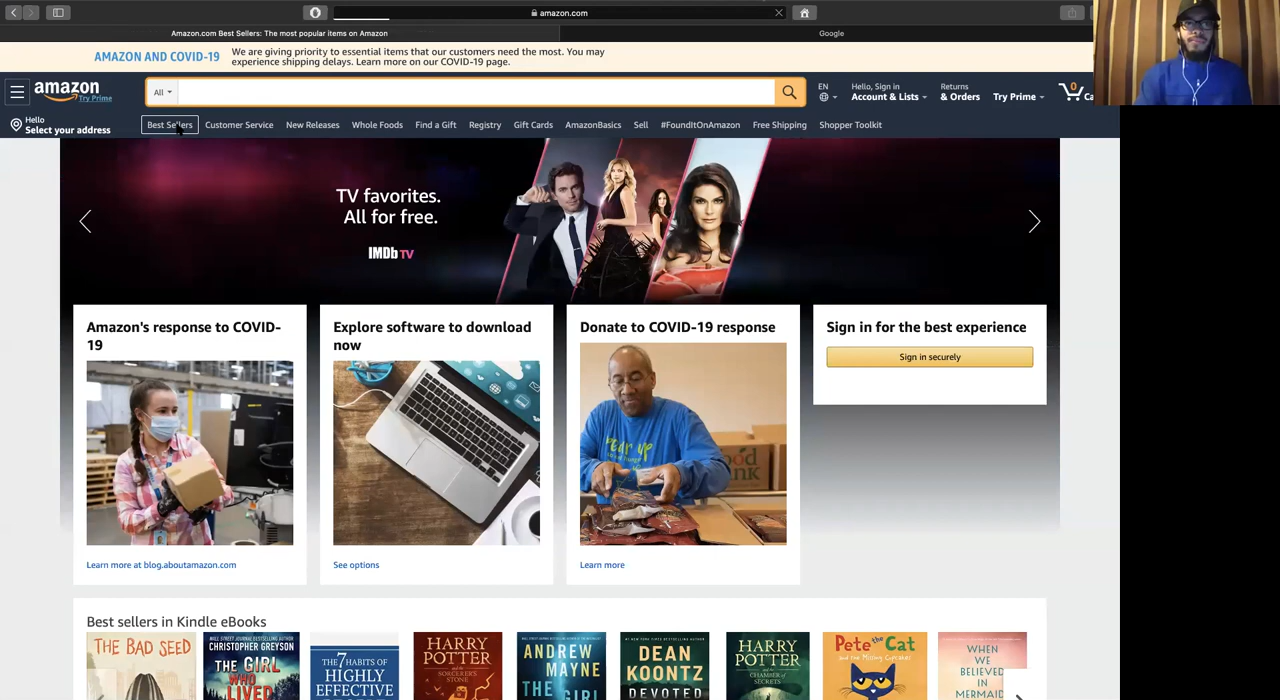 amazon.com
Amazon.com Best Sellers: The most popular items on Amazon
Google
AMAZON AND COVID-19
We are giving priority to essential items that our customers need the most. You may
experience shipping delays. Learn more on our COVID-19 page.
amazon
Try Prime
All
EN
Hello, Sign in
Account & Lists
Returns
& Orders
Try Prime
0
Ca
Hello
Select your address
Best Sellers
Customer Service
New Releases
Whole Foods
Find a Gift
Registry
Gift Cards
AmazonBasics
Sell
#FoundItOnAmazon
Free Shipping
Shopper Toolkit
TV favorites.
All for free.
IMDb TV
Amazon's response to COVID-
19
Explore software to download
now
Donate to COVID-19 response
Sign in for the best experience
Sign in securely
Learn more at blog.aboutamazon.com
See options
Learn more
Best sellers in Kindle eBooks
THE BAD SEED
CHRISTOPHER GREYSON
THE GIRL
WHO LIVED
THE 7 HABITS OF
HIGHLY
EFFECTIVE
HARRY
POTTER
and the
SORCERER'S
STONE
ANDREW
MAYNE
THE GIRL
DEAN
KOONTZ
DEVOTED
HARRY
POTTER
and the
CHAMBER OF
SECRETS
Pete the Cat
and the Missing Cupcakes
WHEN
WE
BELIEVED IN
MERMAIDS